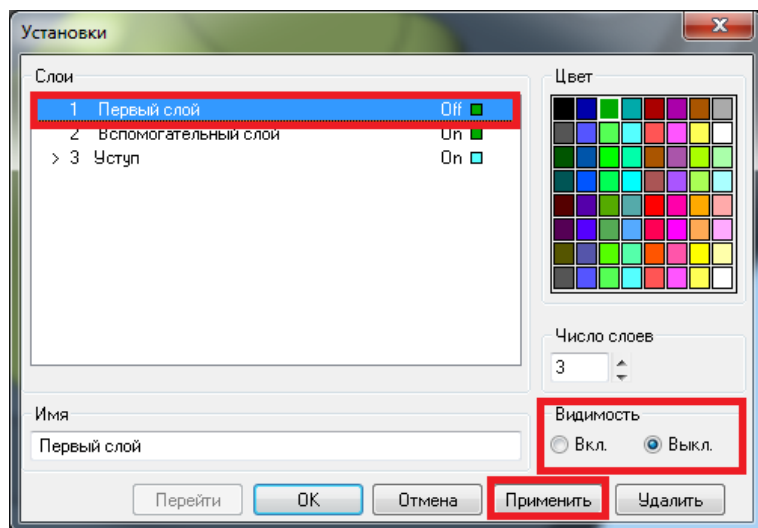 Установки
Слои
1 Первый слой Off
2 Вспомогательный слой On
> 3 Уступ On
Цвет
Число слоев
3
Имя
Первый слой
Видимость
Вкл. Выкл.
Перейти OK Отмена Применить Удалить